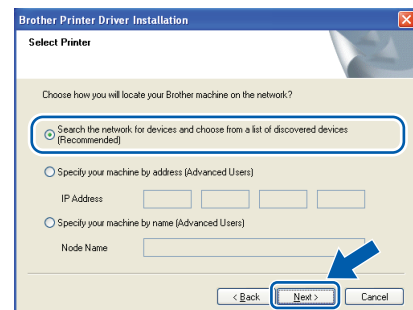 Brother Printer Driver Installation
Select Printer
Choose how you will locate your Brother machine on the network?
Search the network for devices and choose from a list of discovered devices
(Recommended)
Specify your machine by address (Advanced Users)
IP Address
Specify your machine by name (Advanced Users)
Node Name
< Back Next > Cancel